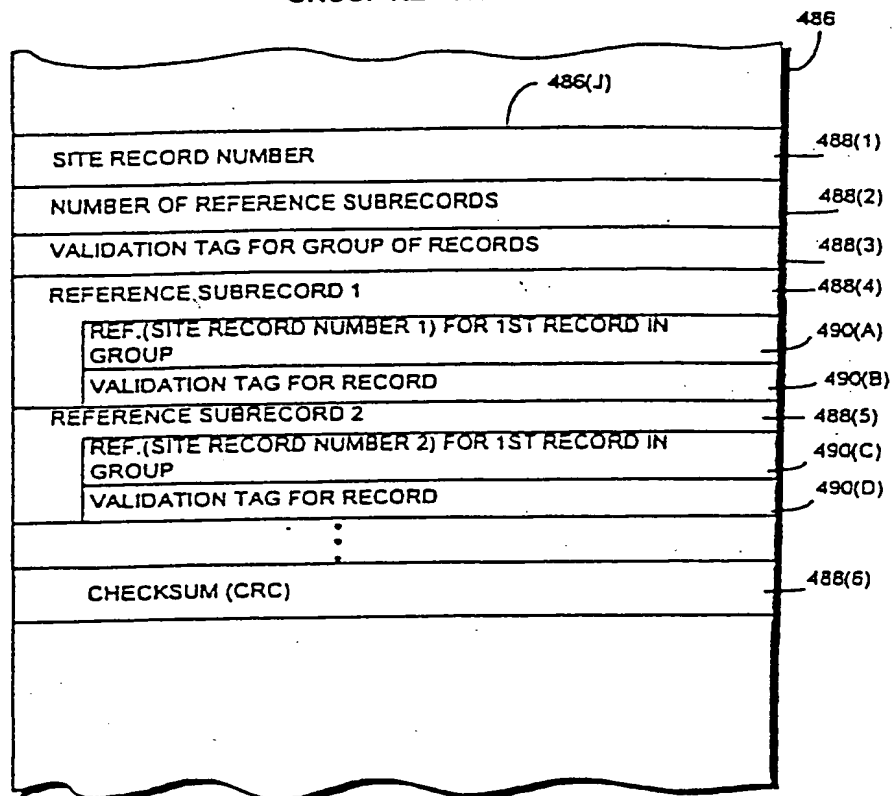 486
486(J)
SITE RECORD NUMBER
488(1)
NUMBER OF REFERENCE SUBRECORDS
488(2)
VALIDATION TAG FOR GROUP OF RECORDS
488(3)
REFERENCE SUBRECORD 1
488(4)
REF.(SITE RECORD NUMBER 1) FOR 1ST RECORD IN
GROUP
490(A)
VALIDATION TAG FOR RECORD
490(B)
REFERENCE SUBRECORD 2
488(5)
REF.(SITE RECORD NUMBER 2) FOR 1ST RECORD IN
GROUP
490(C)
VALIDATION TAG FOR RECORD
490(D)
CHECKSUM (CRC)
488(6)